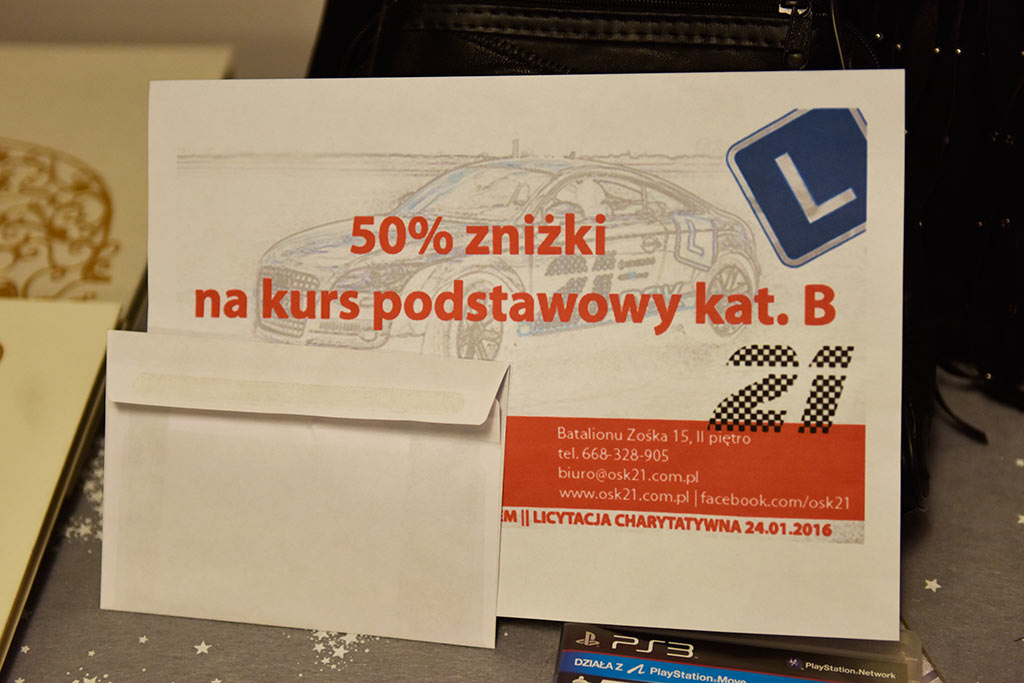 L
50% zniżki
na kurs podstawowy kat. B
21
Batalionu Zośka 15, II piętro
tel. 668-328-905
biuro@osk21.com.pl
www.osk21.com.pl | facebook.com/osk21
EM || LICYTACJA CHARYTATYWNA 24.01.2016
PS3
PlayStation.Network
DZIAŁA Z PlayStation.Move